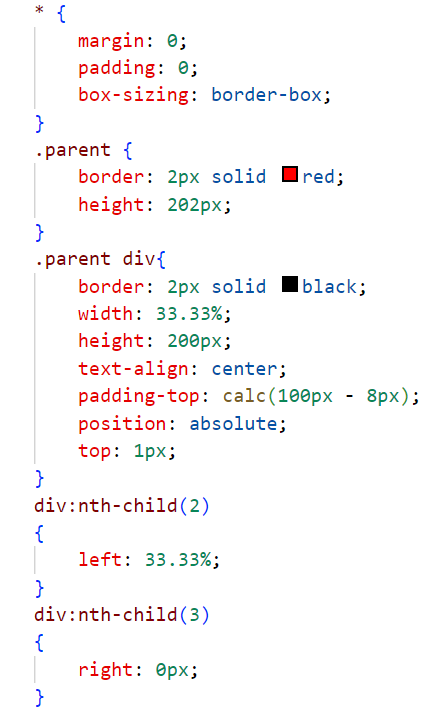 * {
    margin: 0;
    padding: 0;
    box-sizing: border-box;
}
.parent {
    border: 2px solid red;
    height: 202px;
}
.parent div{
    border: 2px solid black;
    width: 33.33%;
    height: 200px;
    text-align: center;
    padding-top: calc(100px - 8px);
    position: absolute;
    top: 1px;
}
div:nth-child(2)
{
    left: 33.33%;
}
div:nth-child(3)
{
    right: 0px;
}